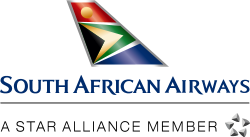 SOUTH AFRICAN AIRWAYS
A STAR ALLIANCE MEMBER